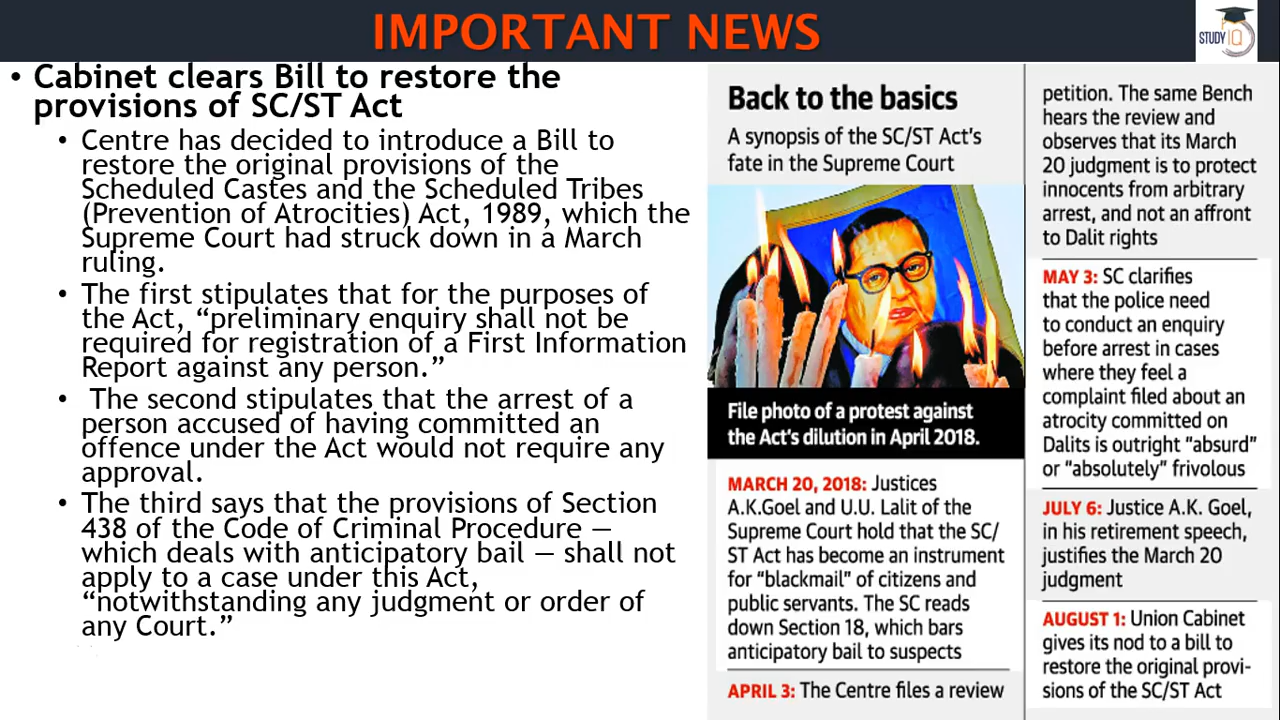 IMPORTANT NEWS
STUDY IQ
• Cabinet clears Bill to restore the
provisions of SC/ST Act
• Centre has decided to introduce a Bill to
restore the original provisions of the
Scheduled Castes and the Scheduled Tribes
(Prevention of Atrocities) Act, 1989, which the
Supreme Court had struck down in a March
ruling.
• The first stipulates that for the purposes of
the Act, “preliminary enquiry shall not be
required for registration of a First Information
Report against any person.”
• The second stipulates that the arrest of a
person accused of having committed an
offence under the Act would not require any
approval.
• The third says that the provisions of Section
438 of the Code of Criminal Procedure —
which deals with anticipatory bail — shall not
apply to a case under this Act,
“notwithstanding any judgment or order of
any Court.”
Back to the basics
A synopsis of the SC/ST Act's
fate in the Supreme Court
File photo of a protest against
the Act's dilution in April 2018.
MARCH 20, 2018: Justices
A.K.Goel and U.U. Lalit of the
Supreme Court hold that the SC/
ST Act has become an instrument
for “blackmail” of citizens and
public servants. The SC reads
down Section 18, which bars
anticipatory bail to suspects
APRIL 3: The Centre files a review
petition. The same Bench
hears the review and
observes that its March
20 judgment is to protect
innocents from arbitrary
arrest, and not an affront
to Dalit rights
MAY 3: SC clarifies
that the police need
to conduct an enquiry
before arrest in cases
where they feel a
complaint filed about an
atrocity committed on
Dalits is outright “absurd”
or “absolutely” frivolous
JULY 6: Justice A.K. Goel,
in his retirement speech,
justifies the March 20
judgment
AUGUST 1: Union Cabinet
gives its nod to a bill to
restore the original provi-
sions of the SC/ST Act